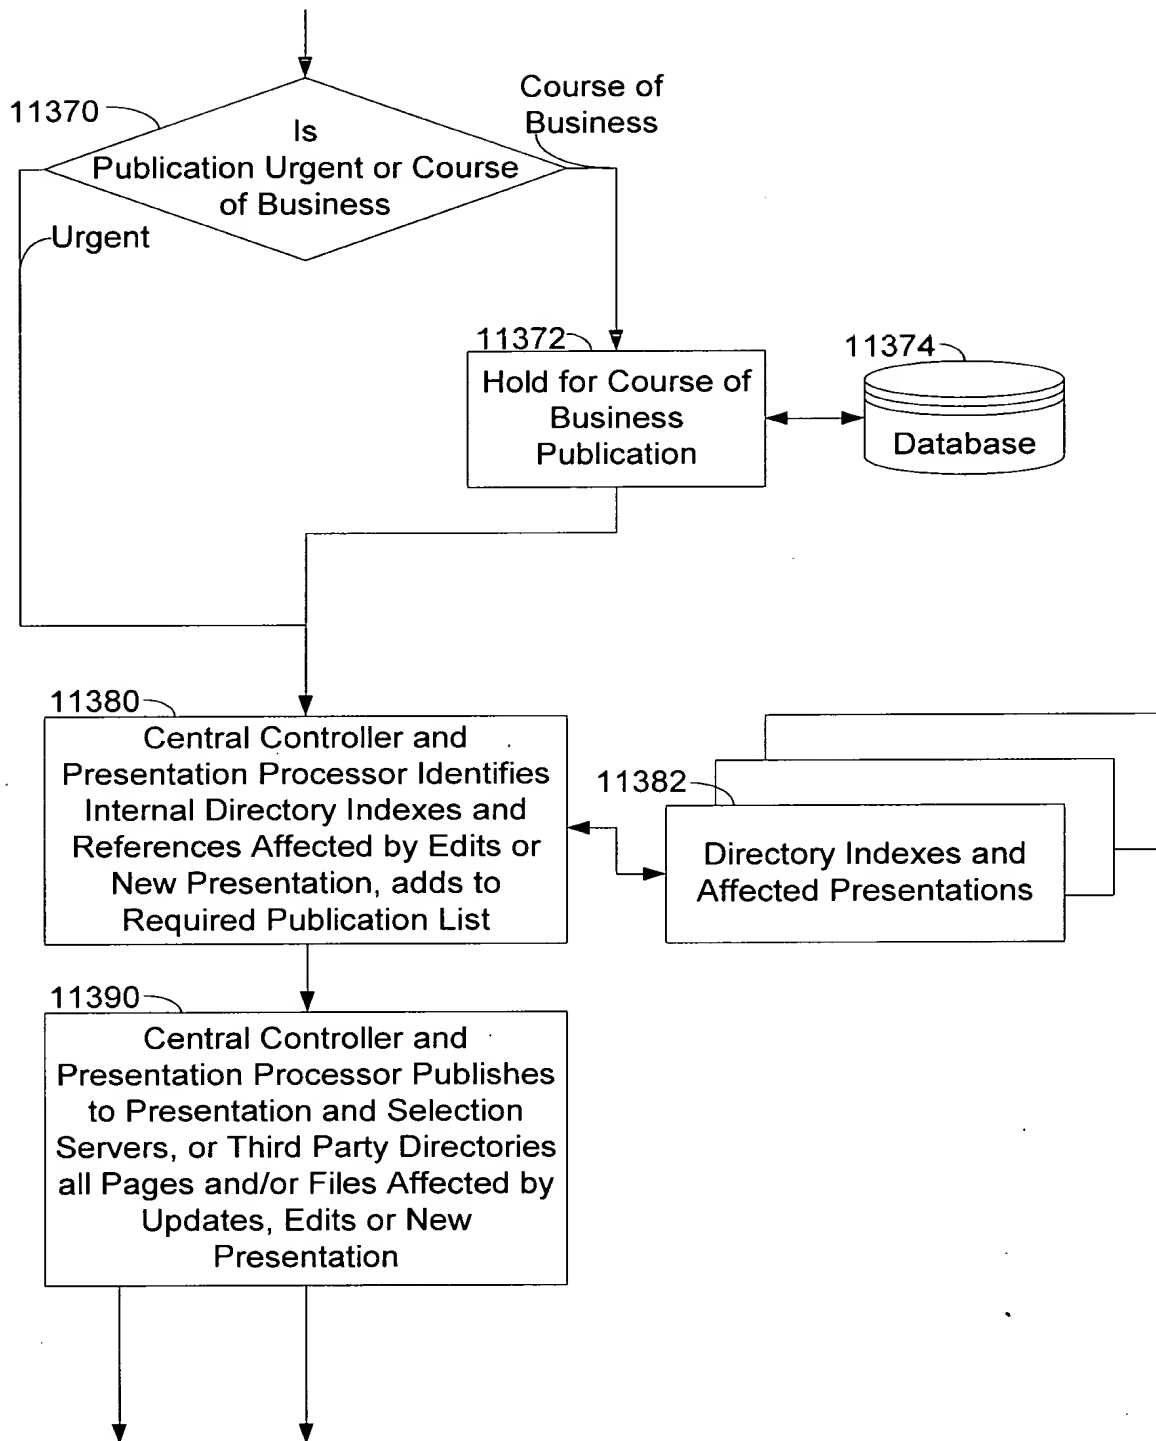 Course of
Business
11370
Is
Publication Urgent or Course
of Business
Urgent
11372
Hold for Course of
Business
Publication
11374
Database
11380
Central Controller and
Presentation Processor Identifies
Internal Directory Indexes and
References Affected by Edits or
New Presentation, adds to
Required Publication List
11382
Directory Indexes and
Affected Presentations
11390
Central Controller and
Presentation Processor Publishes
to Presentation and Selection
Servers, or Third Party Directories
all Pages and/or Files Affected by
Updates, Edits or New
Presentation